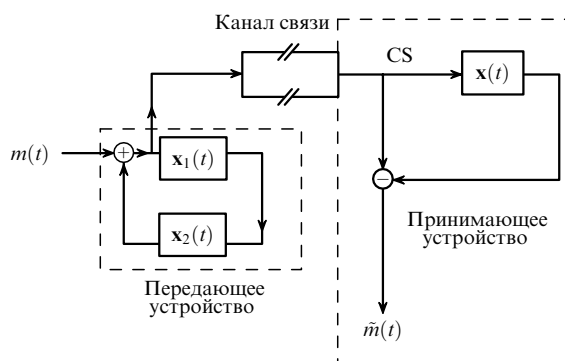 Канал связи
CS
x(t)
m(t)
+
x₁(t)
−
x₂(t)
Принимающее
устройство
Передающее
устройство
m̃(t)